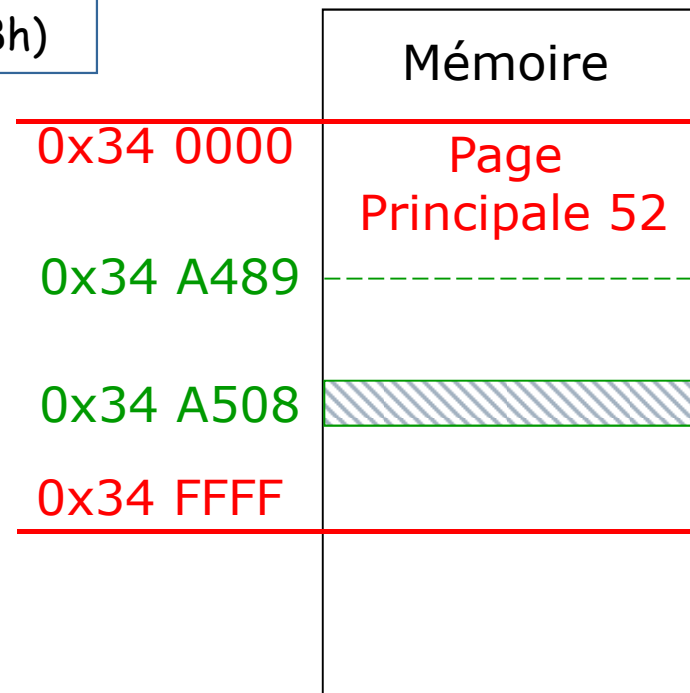 3h)
Mémoire
0x34 0000
Page
Principale 52
0x34 A489
0x34 A508
0x34 FFFF